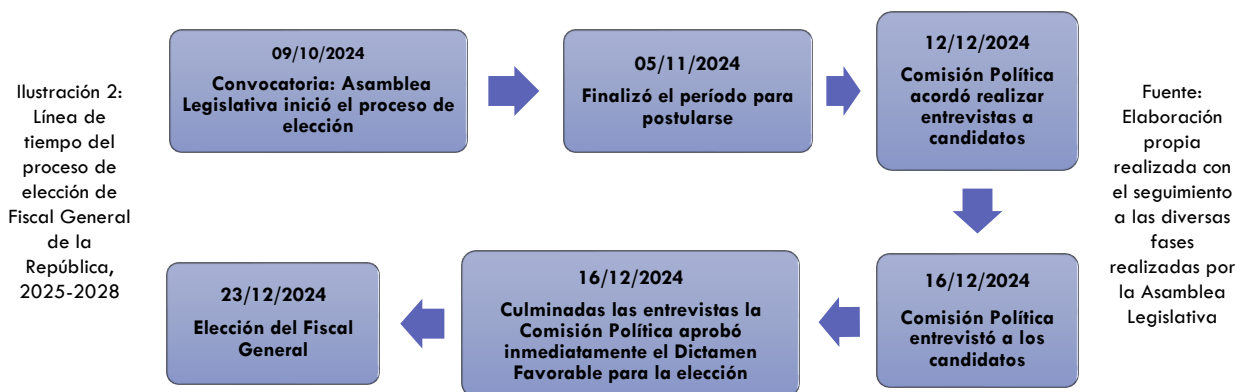 Ilustración 2:
Línea de
tiempo del
proceso de
elección de
Fiscal General
de la
República,
2025-2028
09/10/2024
Convocatoria: Asamblea
Legislativa inició el proceso de
elección
05/11/2024
Finalizó el período para
postularse
12/12/2024
Comisión Política
acordó realizar
entrevistas a
candidatos
16/12/2024
Comisión Política
entrevistó a los
candidatos
16/12/2024
Culminadas las entrevistas la
Comisión Política aprobó
inmediatamente el Dictamen
Favorable para la elección
23/12/2024
Elección del Fiscal
General
Fuente:
Elaboración
propia
realizada con
el seguimiento
a las diversas
fases
realizadas por
la Asamblea
Legislativa